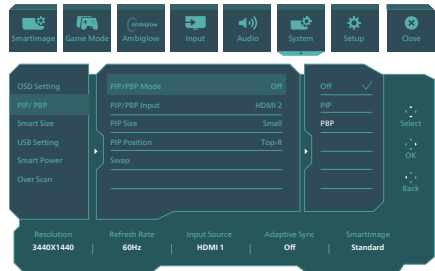 SmartImage Game Mode Ambiglow Input Audio System Setup Close
ambiglow
OSD Setting PIP/PBP Mode Off Off
PIP/ PBP PIP/PBP Input HDMI 2 PIP
Smart Size PIP Size Small PBP Select
USB Setting PIP Position Top-R
Smart Power Swap OK
Over Scan
Back
Resolution Refresh Rate Input Source Adaptive Sync SmartImage
3440X1440 60Hz HDMI 1 Off Standard